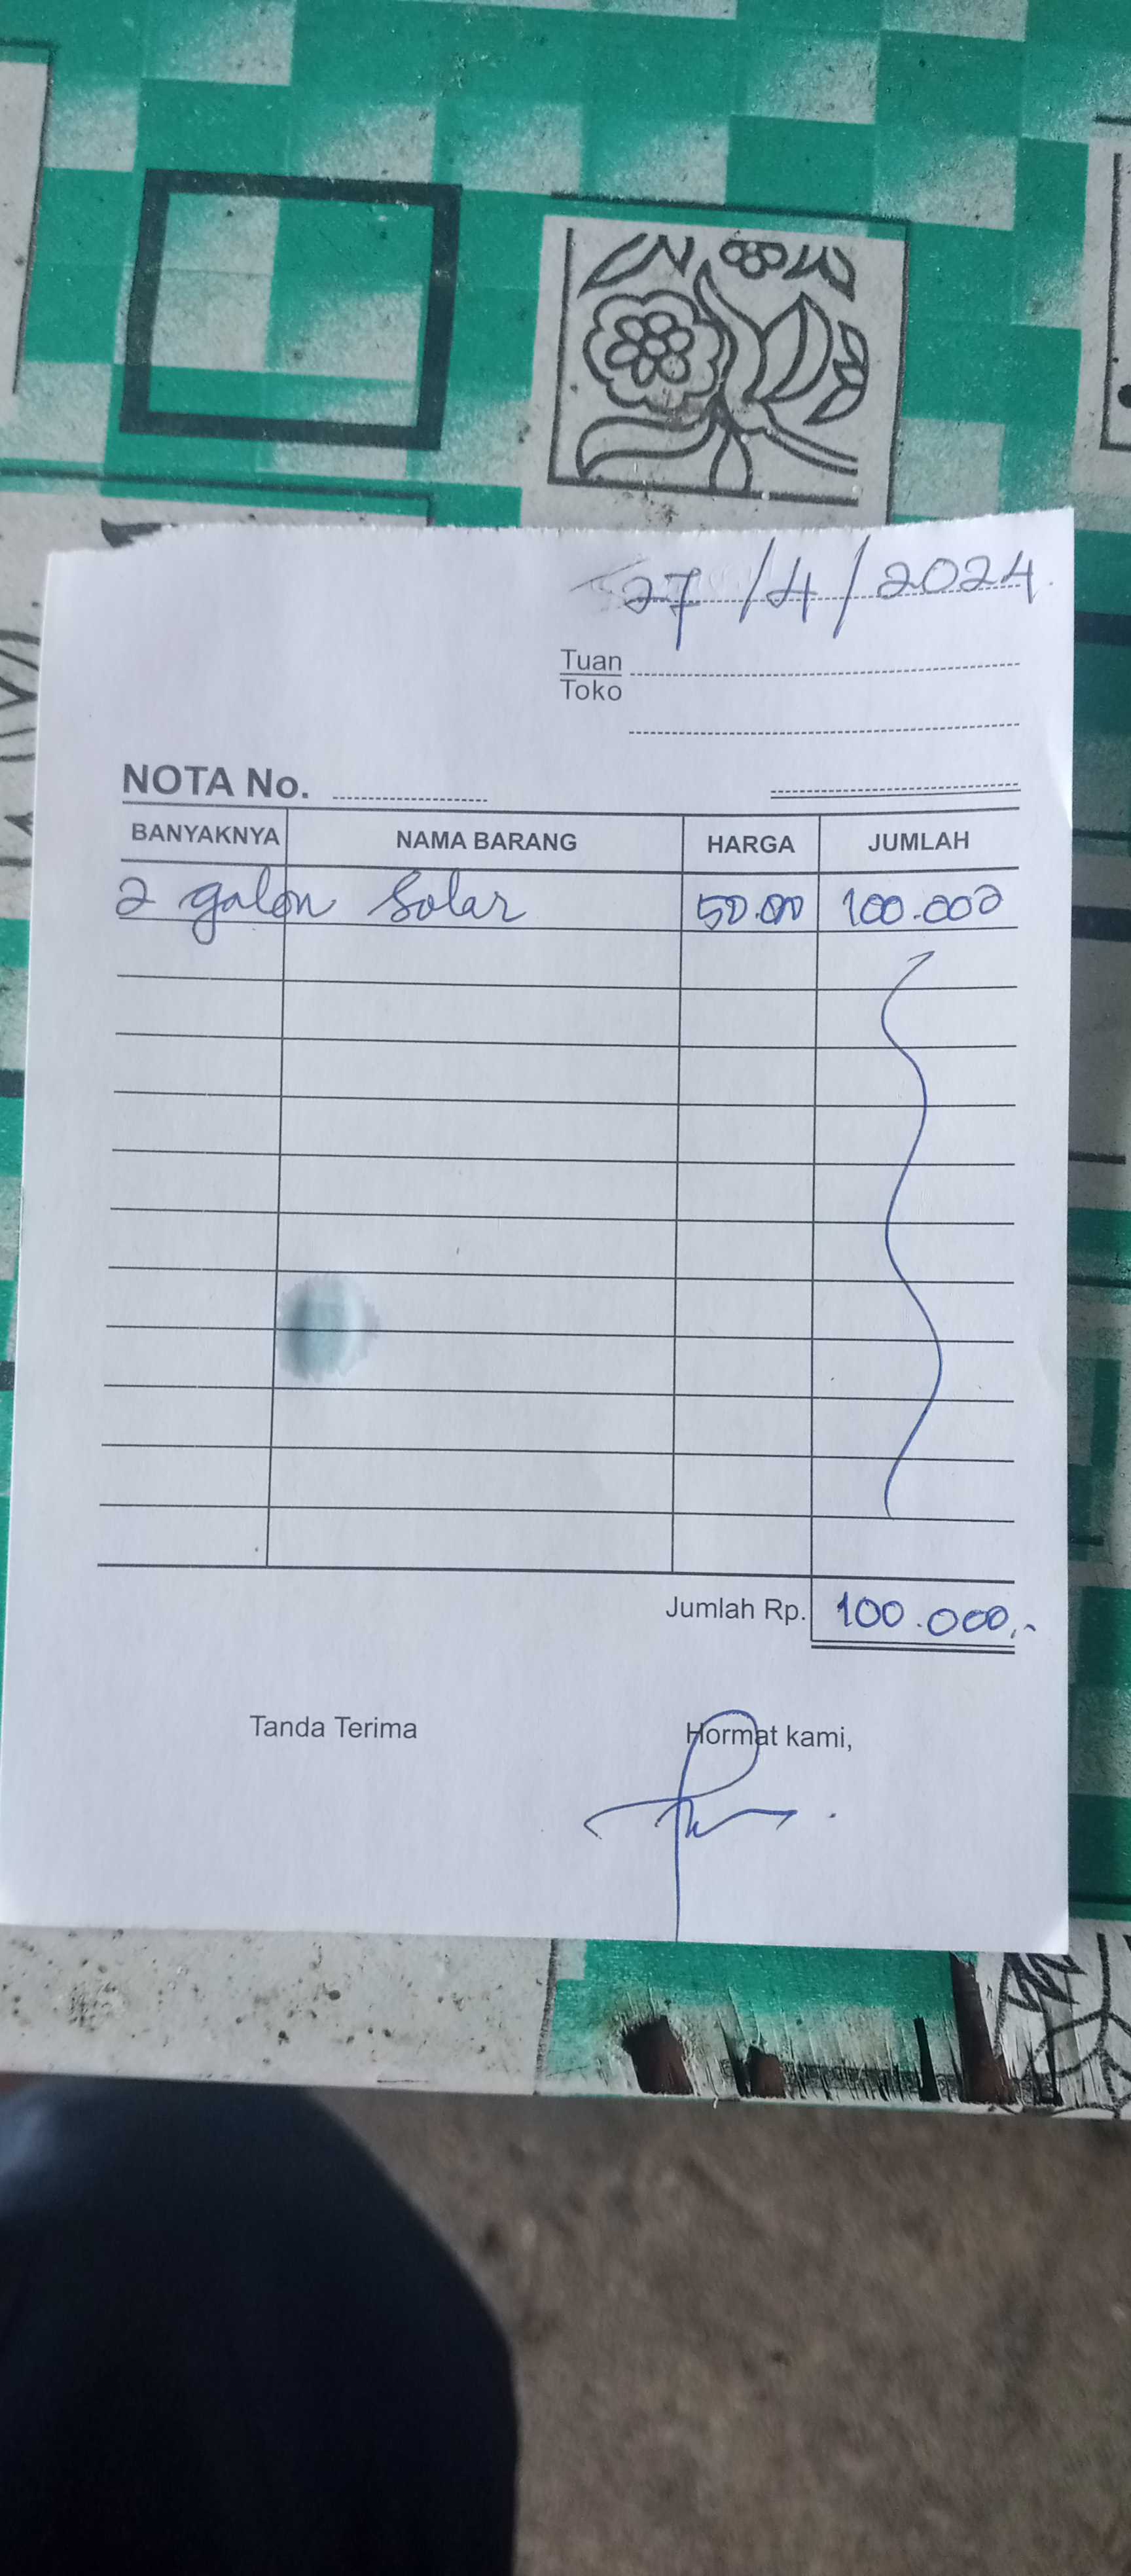 27/4/2024.
Tuan
Toko
NOTA No.
BANYAKNYA NAMA BARANG HARGA JUMLAH
2 galon Solar 50.00 100.000
Jumlah Rp. 100.000,-
Tanda Terima Hormat kami,